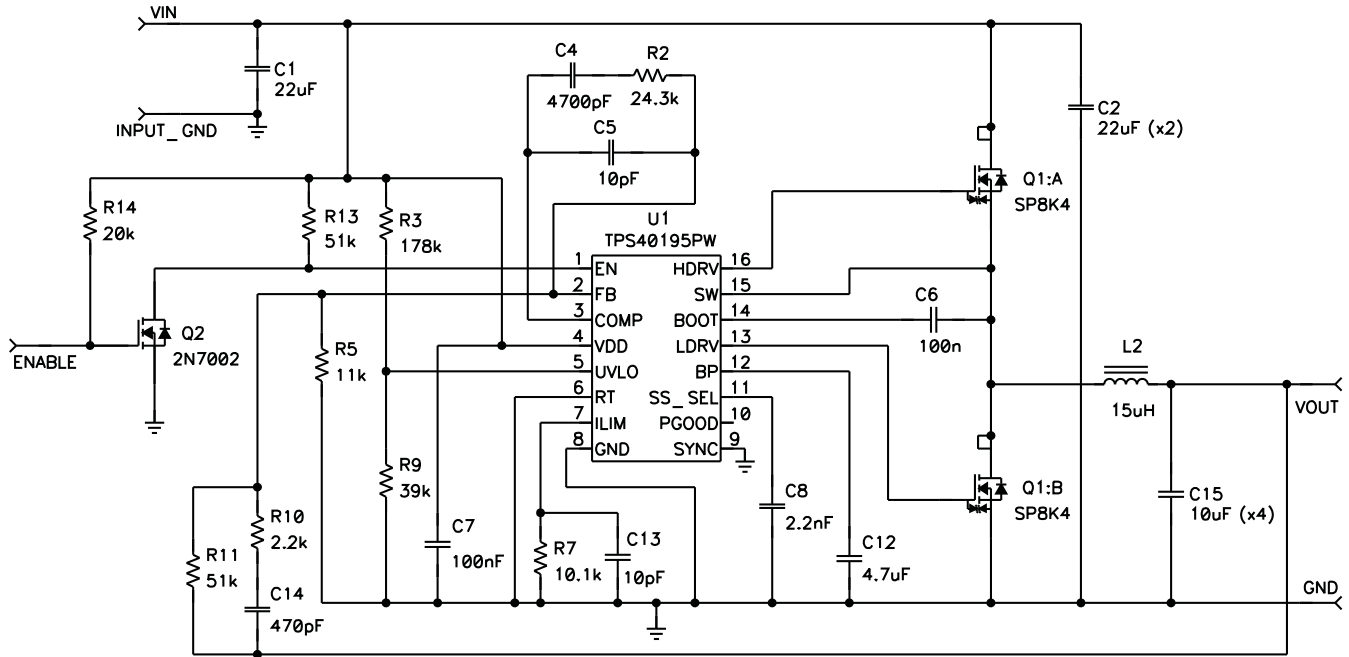 VIN
C1
22uF
INPUT_GND
C4
4700pF
R2
24.3k
C5
10pF
C2
22uF (x2)
Q1:A
SP8K4
R14
20k
R13
51k
R3
178k
U1
TPS40195PW
1 EN
2 FB
3 COMP
4 VDD
5 UVLO
6 RT
7 ILIM
8 GND
HDRV 16
SW 15
BOOT 14
LDRV 13
BP 12
SS_SEL 11
PGOOD 10
SYNC 9
C6
100n
ENABLE
Q2
2N7002
R5
11k
L2
15uH
VOUT
R9
39k
C7
100nF
R7
10.1k
C13
10pF
C8
2.2nF
C12
4.7uF
Q1:B
SP8K4
C15
10uF (x4)
R10
2.2k
R11
51k
C14
470pF
GND